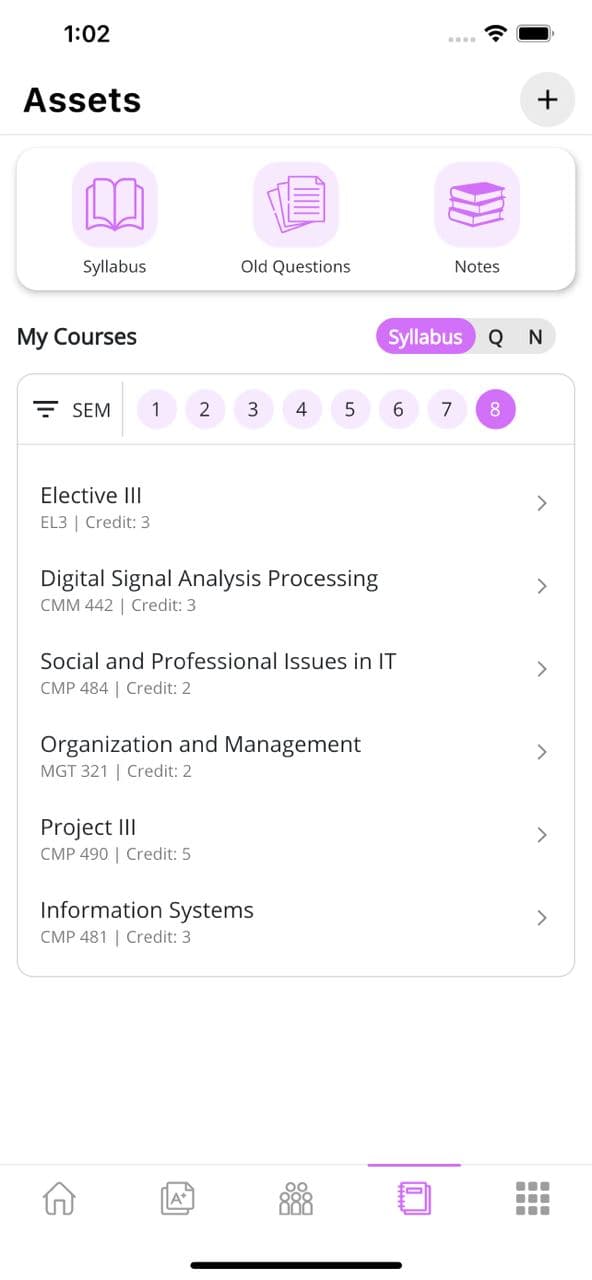 1:02
Assets
Syllabus
Old Questions
Notes
My Courses
Syllabus Q N
SEM 1 2 3 4 5 6 7 8
Elective III
EL3 | Credit: 3
Digital Signal Analysis Processing
CMM 442 | Credit: 3
Social and Professional Issues in IT
CMP 484 | Credit: 2
Organization and Management
MGT 321 | Credit: 2
Project III
CMP 490 | Credit: 5
Information Systems
CMP 481 | Credit: 3
A+